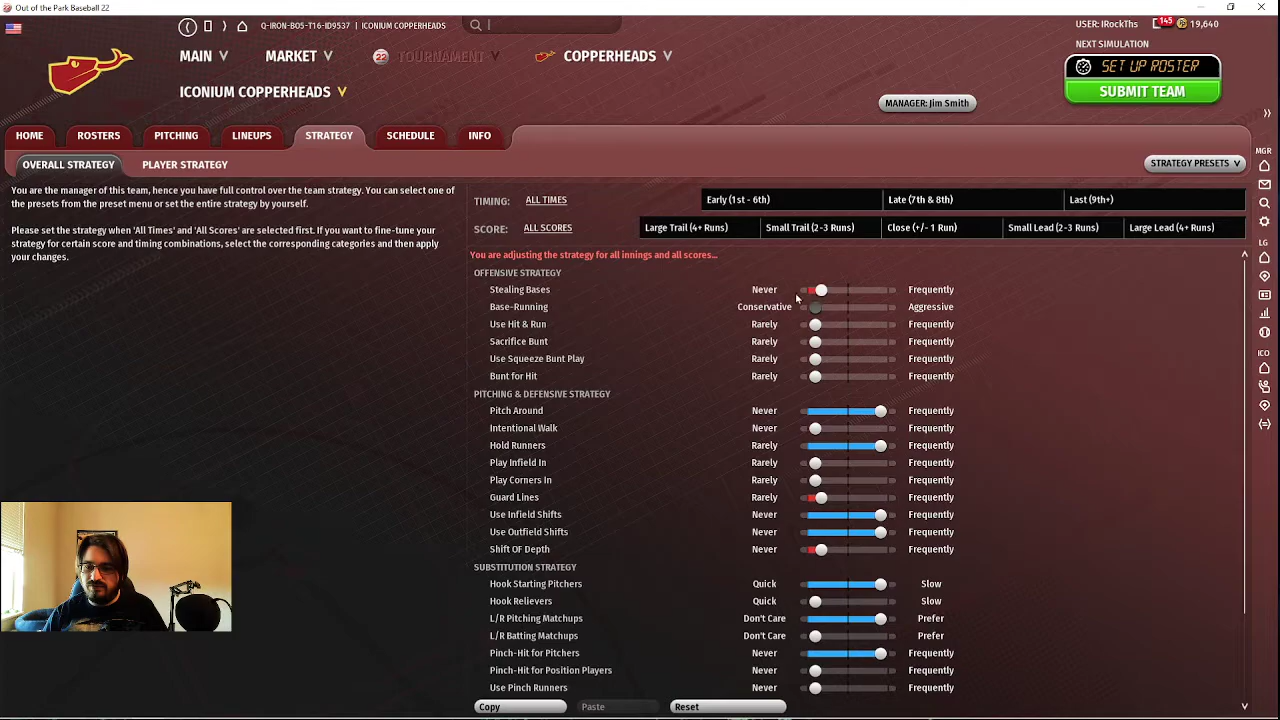 Out of the Park Baseball 22
Q-IRON-BO5-T16-ID9537 ICONIUM COPPERHEADS
USER: IRockThs 145 19,640
MAIN MARKET 22 TOURNAMENT COPPERHEADS
NEXT SIMULATION
SET UP ROSTER
SUBMIT TEAM
ICONIUM COPPERHEADS
MANAGER: Jim Smith
HOME ROSTERS PITCHING LINEUPS STRATEGY SCHEDULE INFO
OVERALL STRATEGY PLAYER STRATEGY
STRATEGY PRESETS
You are the manager of this team, hence you have full control over the team strategy. You can select one of
the presets from the preset menu or set the entire strategy by yourself.
Please set the strategy when 'All Times' and 'All Scores' are selected first. If you want to fine-tune your
strategy for certain score and timing combinations, select the corresponding categories and then apply
your changes.
TIMING: ALL TIMES Early (1st - 6th) Late (7th & 8th) Last (9th+)
SCORE: ALL SCORES Large Trail (4+ Runs) Small Trail (2-3 Runs) Close (+/- 1 Run) Small Lead (2-3 Runs) Large Lead (4+ Runs)
You are adjusting the strategy for all innings and all scores...
OFFENSIVE STRATEGY
Stealing Bases Never Frequently
Base-Running Conservative Aggressive
Use Hit & Run Rarely Frequently
Sacrifice Bunt Rarely Frequently
Use Squeeze Bunt Play Rarely Frequently
Bunt for Hit Rarely Frequently
PITCHING & DEFENSIVE STRATEGY
Pitch Around Never Frequently
Intentional Walk Never Frequently
Hold Runners Rarely Frequently
Play Infield In Rarely Frequently
Play Corners In Rarely Frequently
Guard Lines Rarely Frequently
Use Infield Shifts Never Frequently
Use Outfield Shifts Never Frequently
Shift OF Depth Never Frequently
SUBSTITUTION STRATEGY
Hook Starting Pitchers Quick Slow
Hook Relievers Quick Slow
L/R Pitching Matchups Don't Care Prefer
L/R Batting Matchups Don't Care Prefer
Pinch-Hit for Pitchers Never Frequently
Pinch-Hit for Position Players Never Frequently
Use Pinch Runners Never Frequently
Copy Paste Reset
MGR
LG
ICO